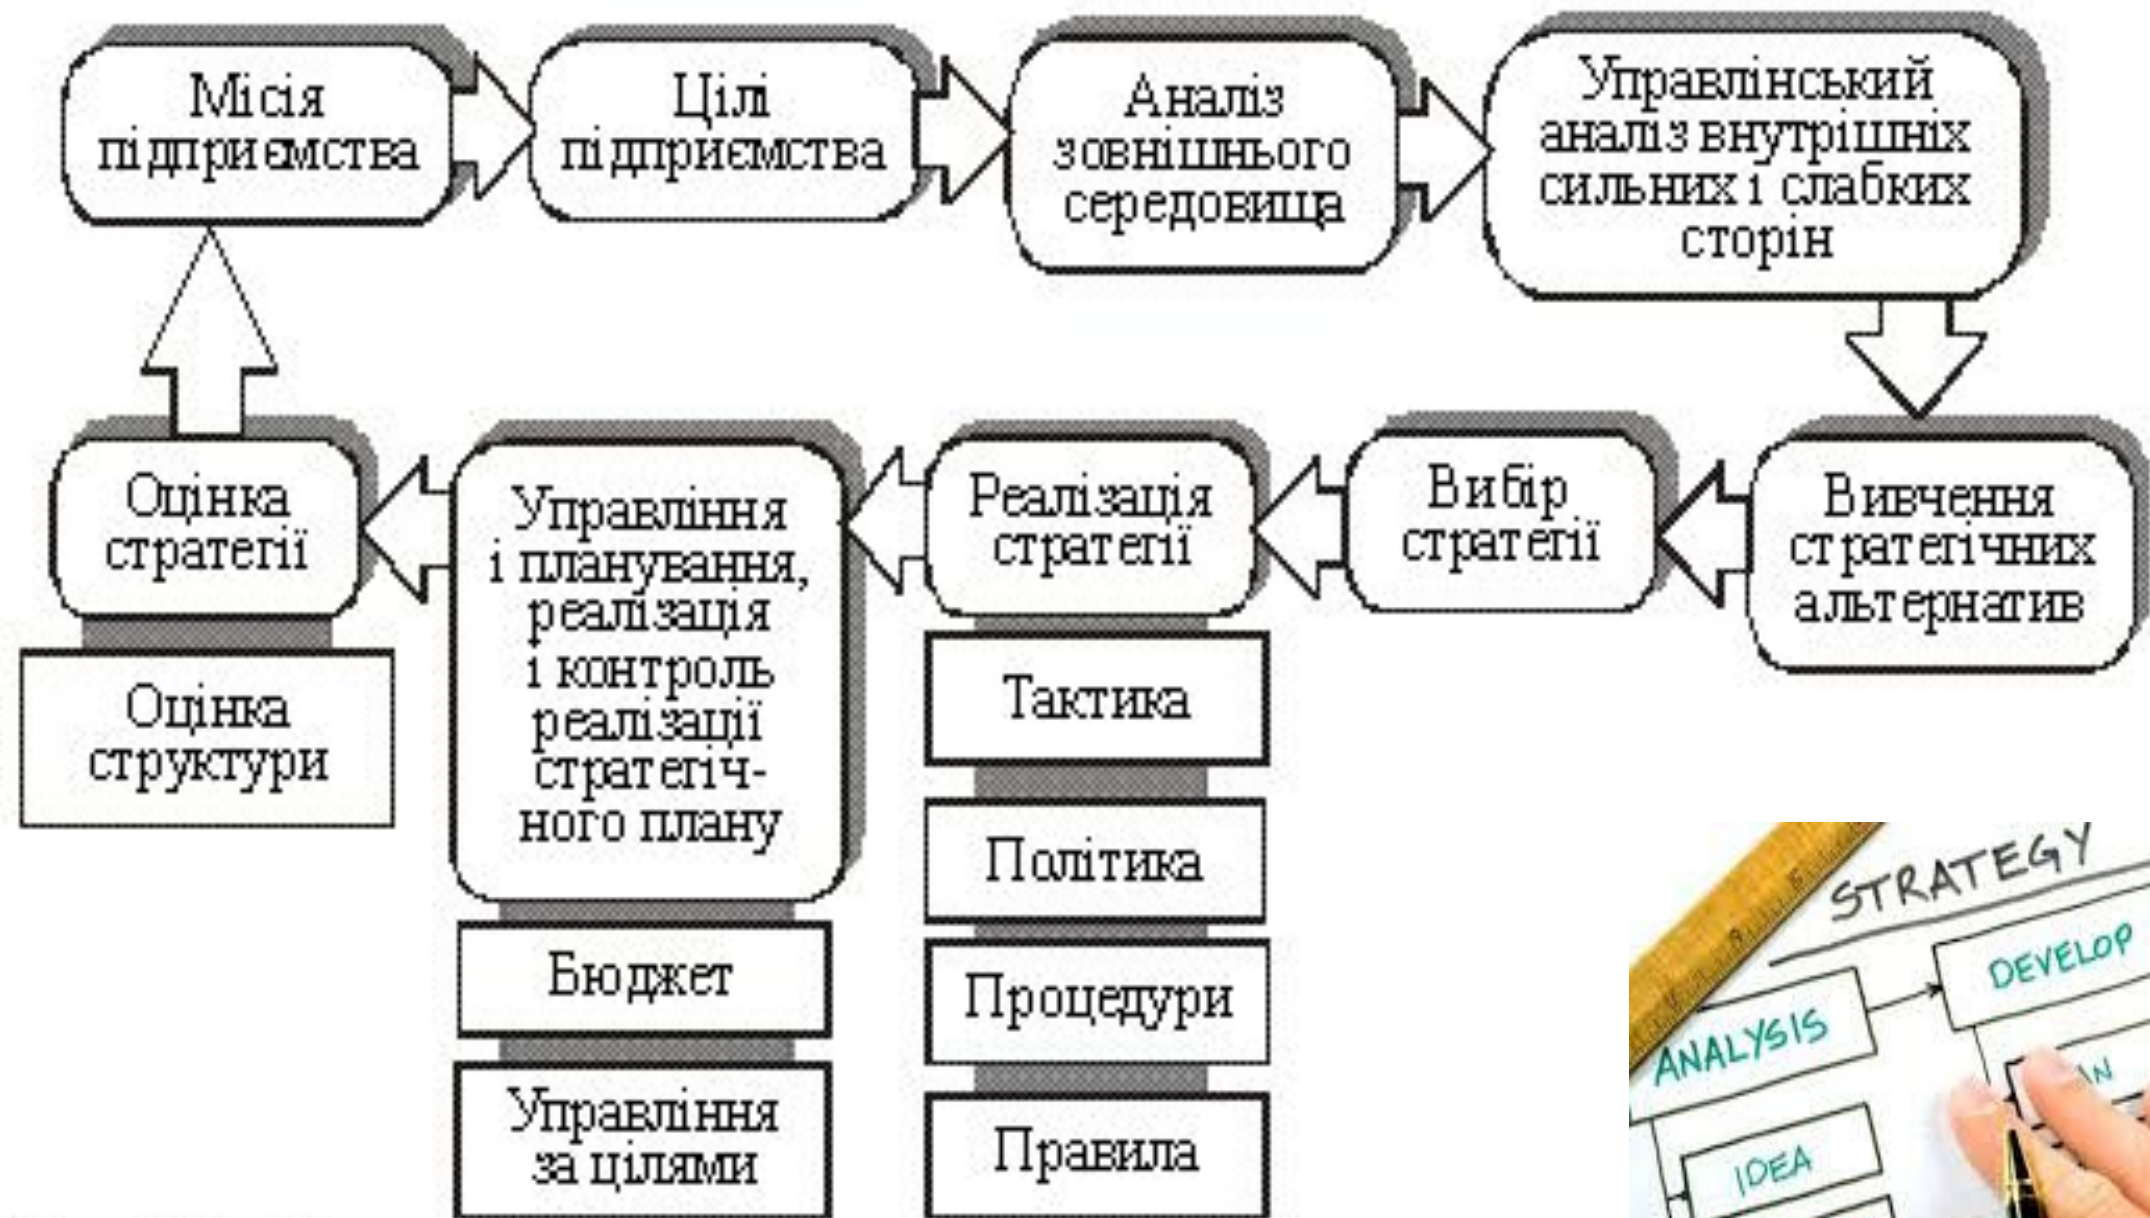 Місія
підприємства
Цілі
підприємства
Аналіз
зовнішнього
середовища
Управлінський
аналіз внутрішніх
сильних і слабких
сторін
Вивчення
стратегічних
альтернатив
Вибір
стратегії
Реалізація
стратегії
Тактика
Політика
Процедури
Правила
Управління
і планування,
реалізація
і контроль
реалізації
стратегіч-
ного плану
Бюджет
Управління
за цілями
Оцінка
стратегії
Оцінка
структури
STRATEGY
ANALYSIS
DEVELOP
IDEA